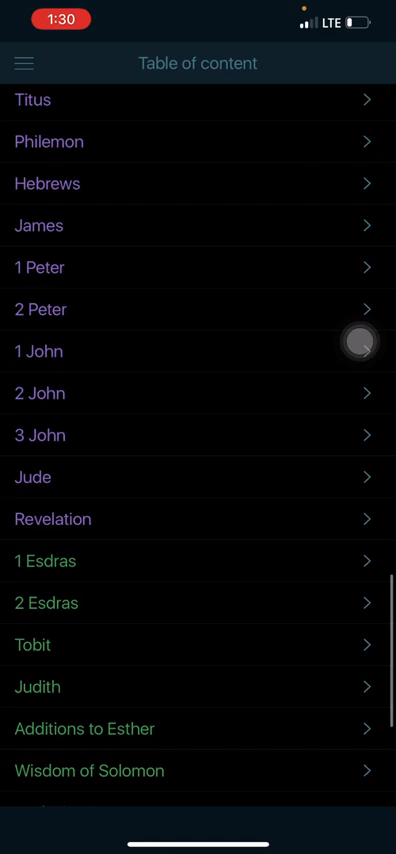 1:30
LTE
Table of content
Titus
Philemon
Hebrews
James
1 Peter
2 Peter
1 John
2 John
3 John
Jude
Revelation
1 Esdras
2 Esdras
Tobit
Judith
Additions to Esther
Wisdom of Solomon